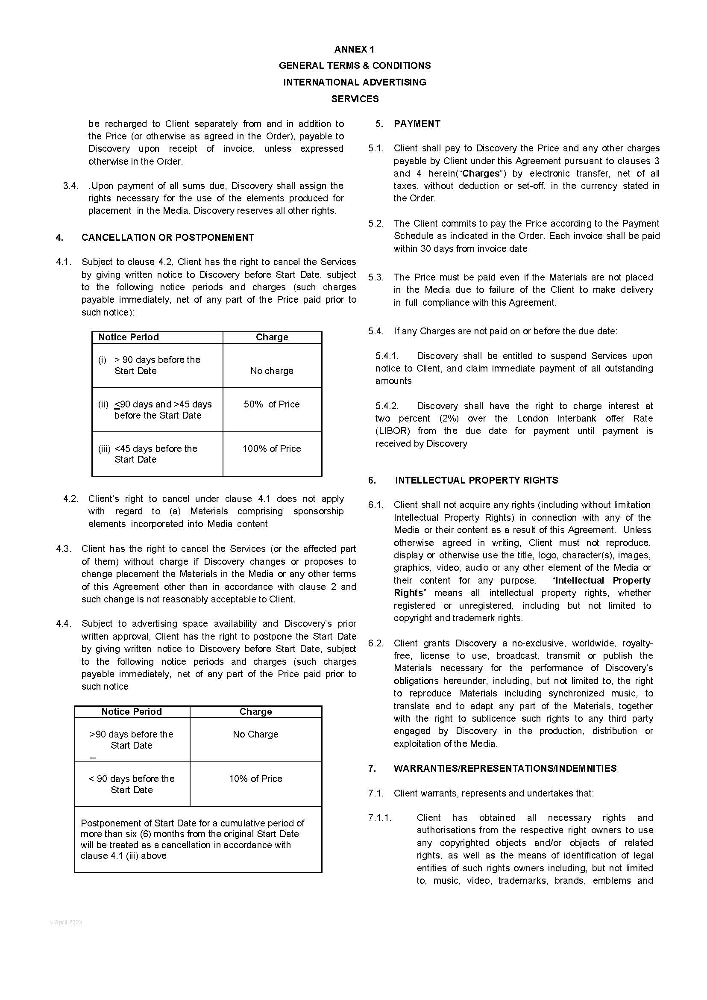 ANNEX 1
GENERAL TERMS & CONDITIONS
INTERNATIONAL ADVERTISING
SERVICES
be recharged to Client separately from and in addition to
the Price (or otherwise as agreed in the Order), payable to
Discovery upon receipt of invoice, unless expressed
otherwise in the Order.
3.4. .Upon payment of all sums due, Discovery shall assign the
rights necessary for the use of the elements produced for
placement in the Media. Discovery reserves all other rights.
4. CANCELLATION OR POSTPONEMENT
4.1. Subject to clause 4.2, Client has the right to cancel the Services
by giving written notice to Discovery before Start Date, subject
to the following notice periods and charges (such charges
payable immediately, net of any part of the Price paid prior to
such notice):
Notice Period Charge
(i) > 90 days before the
Start Date No charge
(ii) <90 days and >45 days 50% of Price
before the Start Date
(iii) <45 days before the 100% of Price
Start Date
4.2. Client's right to cancel under clause 4.1 does not apply
with regard to (a) Materials comprising sponsorship
elements incorporated into Media content
4.3. Client has the right to cancel the Services (or the affected part
of them) without charge if Discovery changes or proposes to
change placement the Materials in the Media or any other terms
of this Agreement other than in accordance with clause 2 and
such change is not reasonably acceptable to Client.
4.4. Subject to advertising space availability and Discovery's prior
written approval, Client has the right to postpone the Start Date
by giving written notice to Discovery before Start Date, subject
to the following notice periods and charges (such charges
payable immediately, net of any part of the Price paid prior to
such notice
Notice Period Charge
>90 days before the No Charge
Start Date
_
< 90 days before the 10% of Price
Start Date
Postponement of Start Date for a cumulative period of
more than six (6) months from the original Start Date
will be treated as a cancellation in accordance with
clause 4.1 (iii) above
5. PAYMENT
5.1. Client shall pay to Discovery the Price and any other charges
payable by Client under this Agreement pursuant to clauses 3
and 4 herein(“Charges”) by electronic transfer, net of all
taxes, without deduction or set-off, in the currency stated in
the Order.
5.2. The Client commits to pay the Price according to the Payment
Schedule as indicated in the Order. Each invoice shall be paid
within 30 days from invoice date
5.3. The Price must be paid even if the Materials are not placed
in the Media due to failure of the Client to make delivery
in full compliance with this Agreement.
5.4. If any Charges are not paid on or before the due date:
5.4.1. Discovery shall be entitled to suspend Services upon
notice to Client, and claim immediate payment of all outstanding
amounts
5.4.2. Discovery shall have the right to charge interest at
two percent (2%) over the London Interbank offer Rate
(LIBOR) from the due date for payment until payment is
received by Discovery
6. INTELLECTUAL PROPERTY RIGHTS
6.1. Client shall not acquire any rights (including without limitation
Intellectual Property Rights) in connection with any of the
Media or their content as a result of this Agreement. Unless
otherwise agreed in writing, Client must not reproduce,
display or otherwise use the title, logo, character(s), images,
graphics, video, audio or any other element of the Media or
their content for any purpose. “Intellectual Property
Rights” means all intellectual property rights, whether
registered or unregistered, including but not limited to
copyright and trademark rights.
6.2. Client grants Discovery a no-exclusive, worldwide, royalty-
free, license to use, broadcast, transmit or publish the
Materials necessary for the performance of Discovery's
obligations hereunder, including, but not limited to, the right
to reproduce Materials including synchronized music, to
translate and to adapt any part of the Materials, together
with the right to sublicence such rights to any third party
engaged by Discovery in the production, distribution or
exploitation of the Media.
7. WARRANTIES/REPRESENTATIONS/INDEMNITIES
7.1. Client warrants, represents and undertakes that:
7.1.1. Client has obtained all necessary rights and
authorisations from the respective right owners to use
any copyrighted objects and/or objects of related
rights, as well as the means of identification of legal
entities of such rights owners including, but not limited
to, music, video, trademarks, brands, emblems and
v April 2023